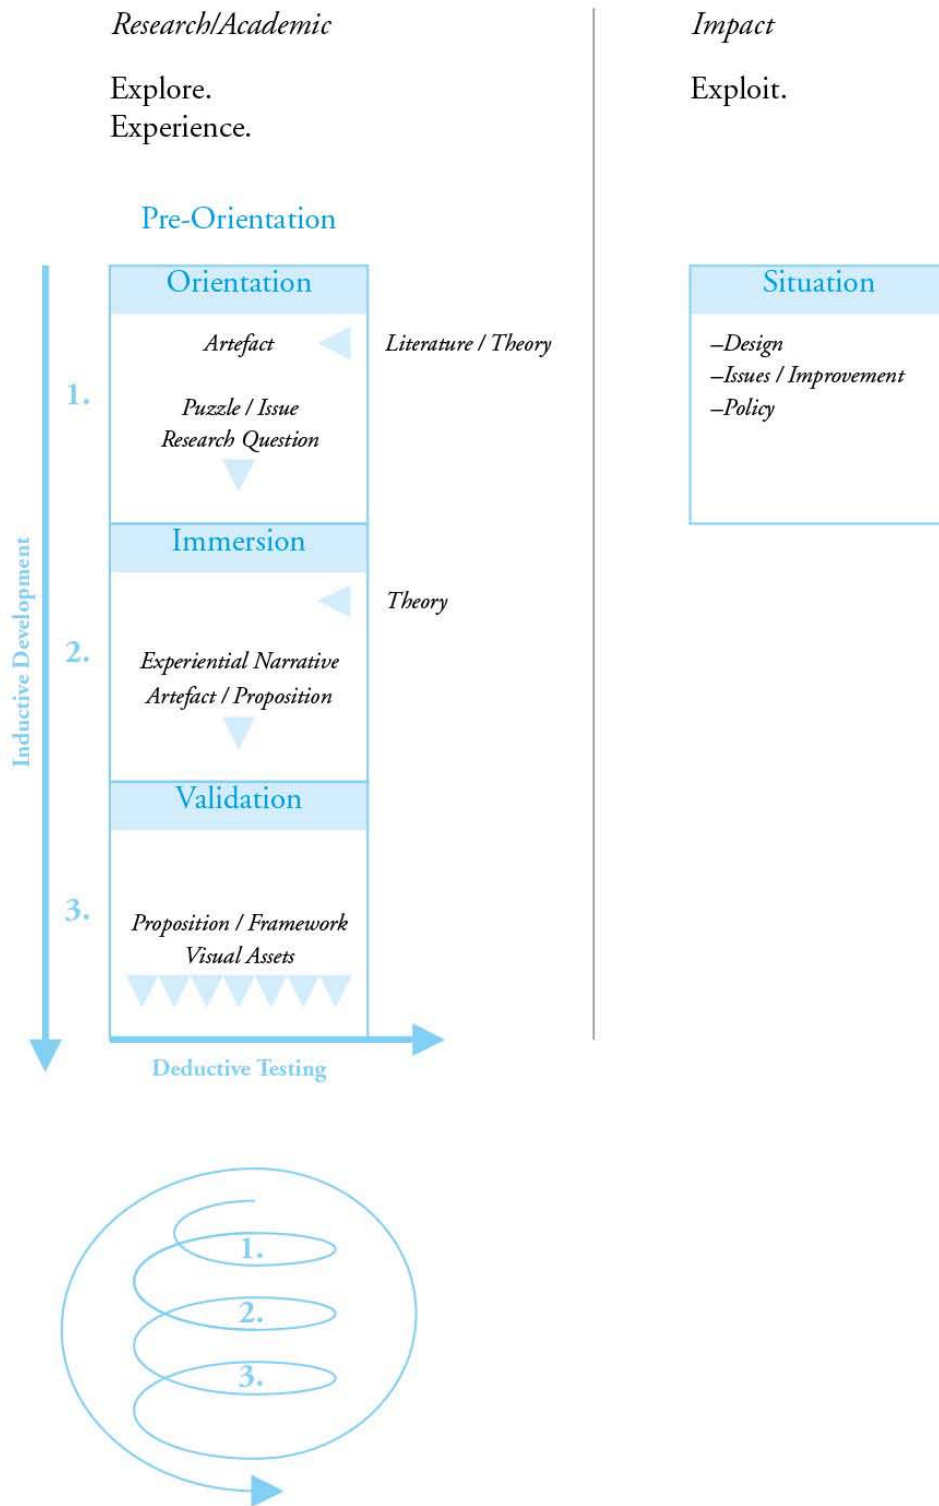 Research/Academic
Explore.
Experience.
Pre-Orientation
Orientation
Artefact
Literature / Theory
1.
Puzzle / Issue
Research Question
Immersion
Theory
2.
Experiential Narrative
Artefact / Proposition
Inductive Development
Validation
3.
Proposition / Framework
Visual Assets
Deductive Testing
1.
2.
3.
Impact
Exploit.
Situation
–Design
–Issues / Improvement
–Policy